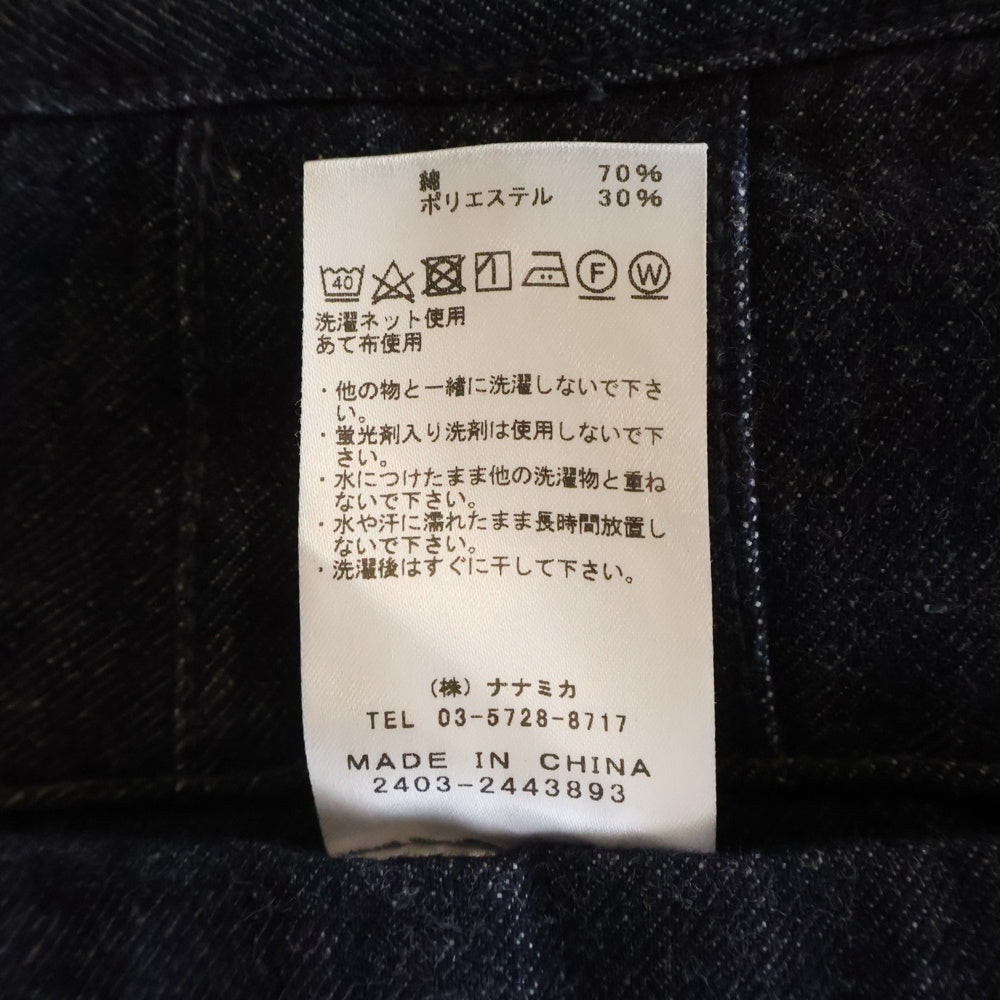 綿 70%
ポリエステル 30%
40 F W
洗濯ネット使用
あて布使用
・他の物と一緒に洗濯しないで下さ
い。
・蛍光剤入り洗剤は使用しないで下
さい。
・水につけたまま他の洗濯物と重ね
ないで下さい。
・水や汗に濡れたまま長時間放置し
ないで下さい。
・洗濯後はすぐに干して下さい。
(株)ナナミカ
TEL 03-5728-8717
MADE IN CHINA
2403-2443893